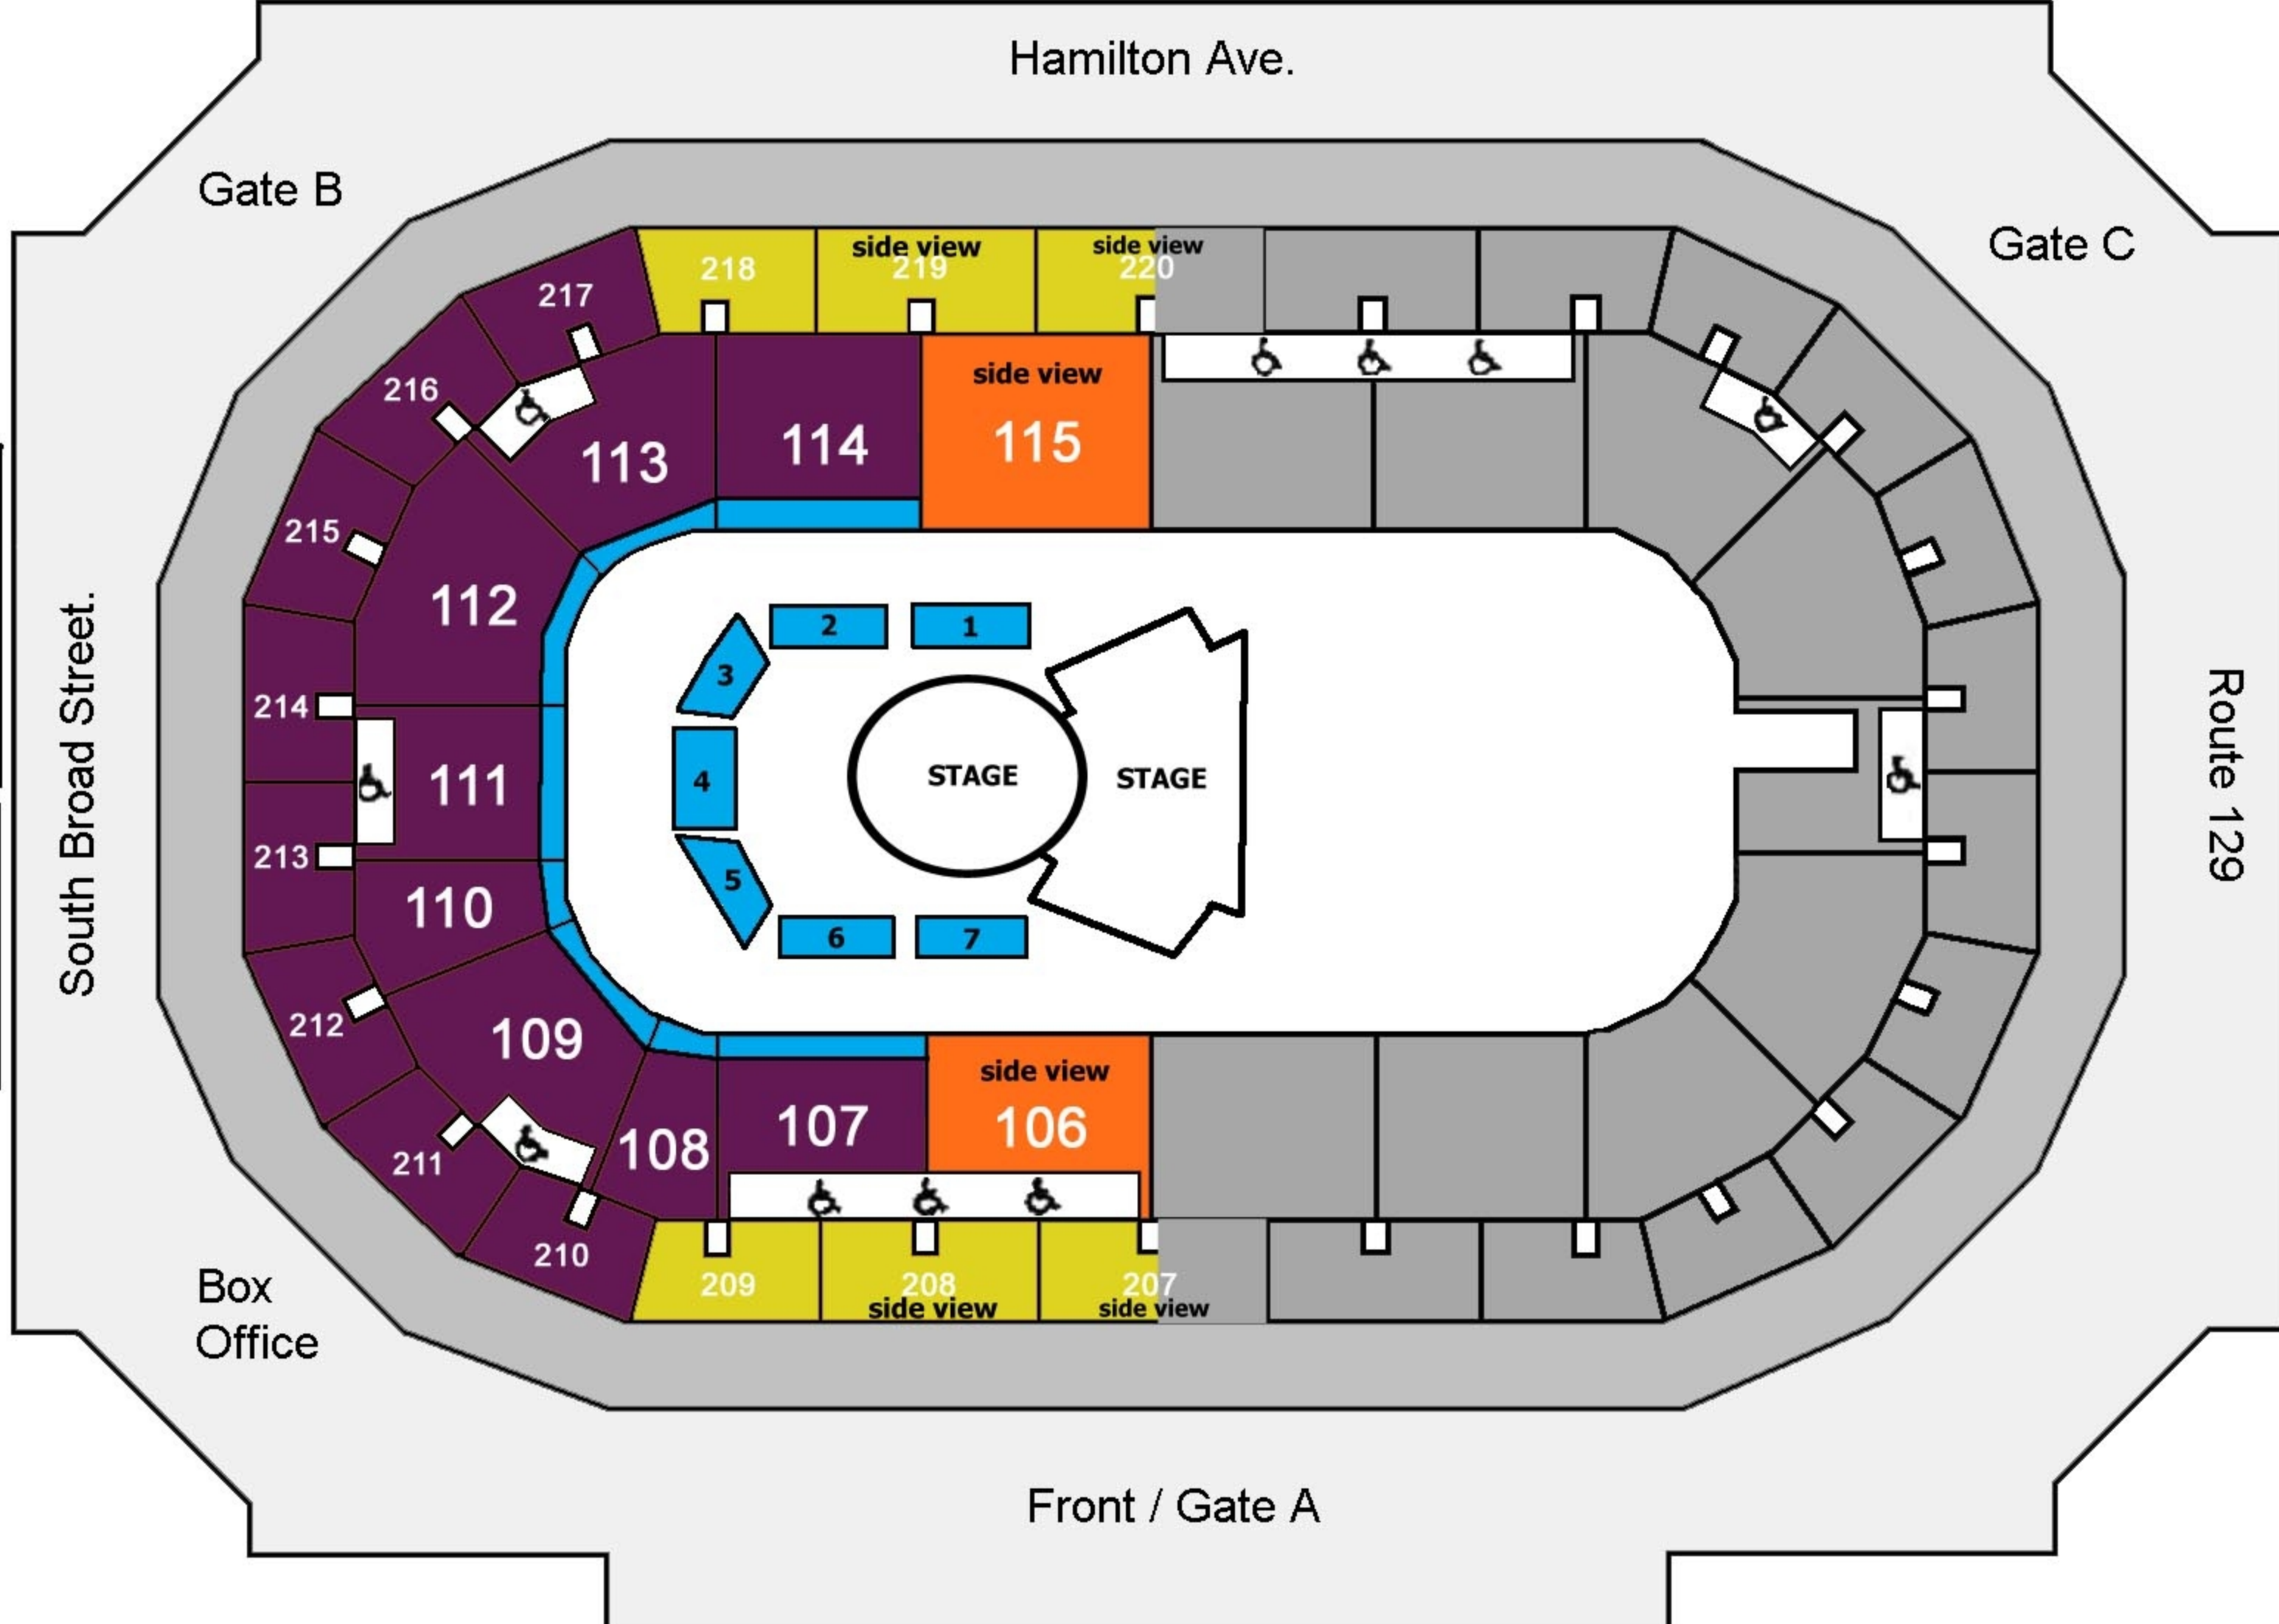 Hamilton Ave.
Gate B
Gate C
side view
side view
218
219
220
217
216
side view
115
114
113
215
112
2
1
3
214
111
4
STAGE
STAGE
South Broad Street.
Route 129
213
110
5
6
7
212
109
side view
106
107
108
211
210
209
208
207
side view
side view
Box
Office
Front / Gate A